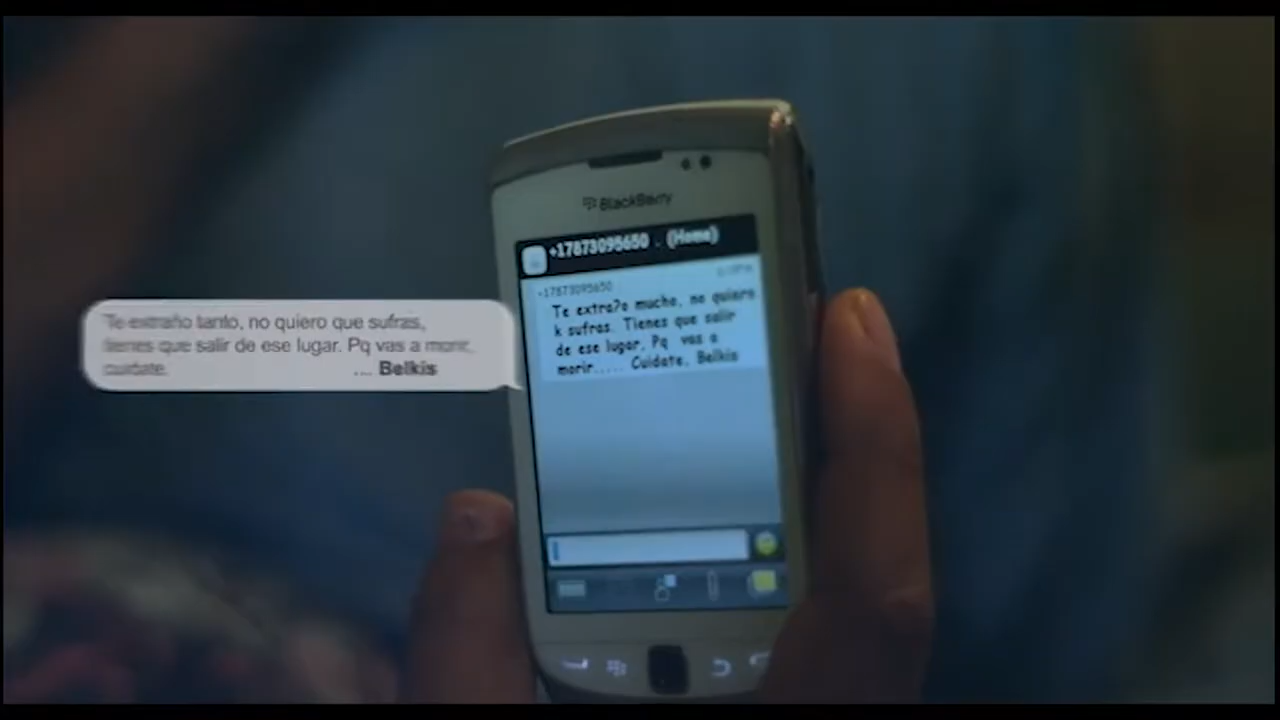 BlackBerry
+17873095650 . (Home)
+17873095650
Te extra?o mucho, no quiero
k sufras. Tienes que salir
de ese lugar. Pq vas a
morir..... Cuidate, Belkis
Te extraño tanto, no quiero que sufras,
tienes que salir de ese lugar. Pq vas a morir,
cuidate. ... Belkis